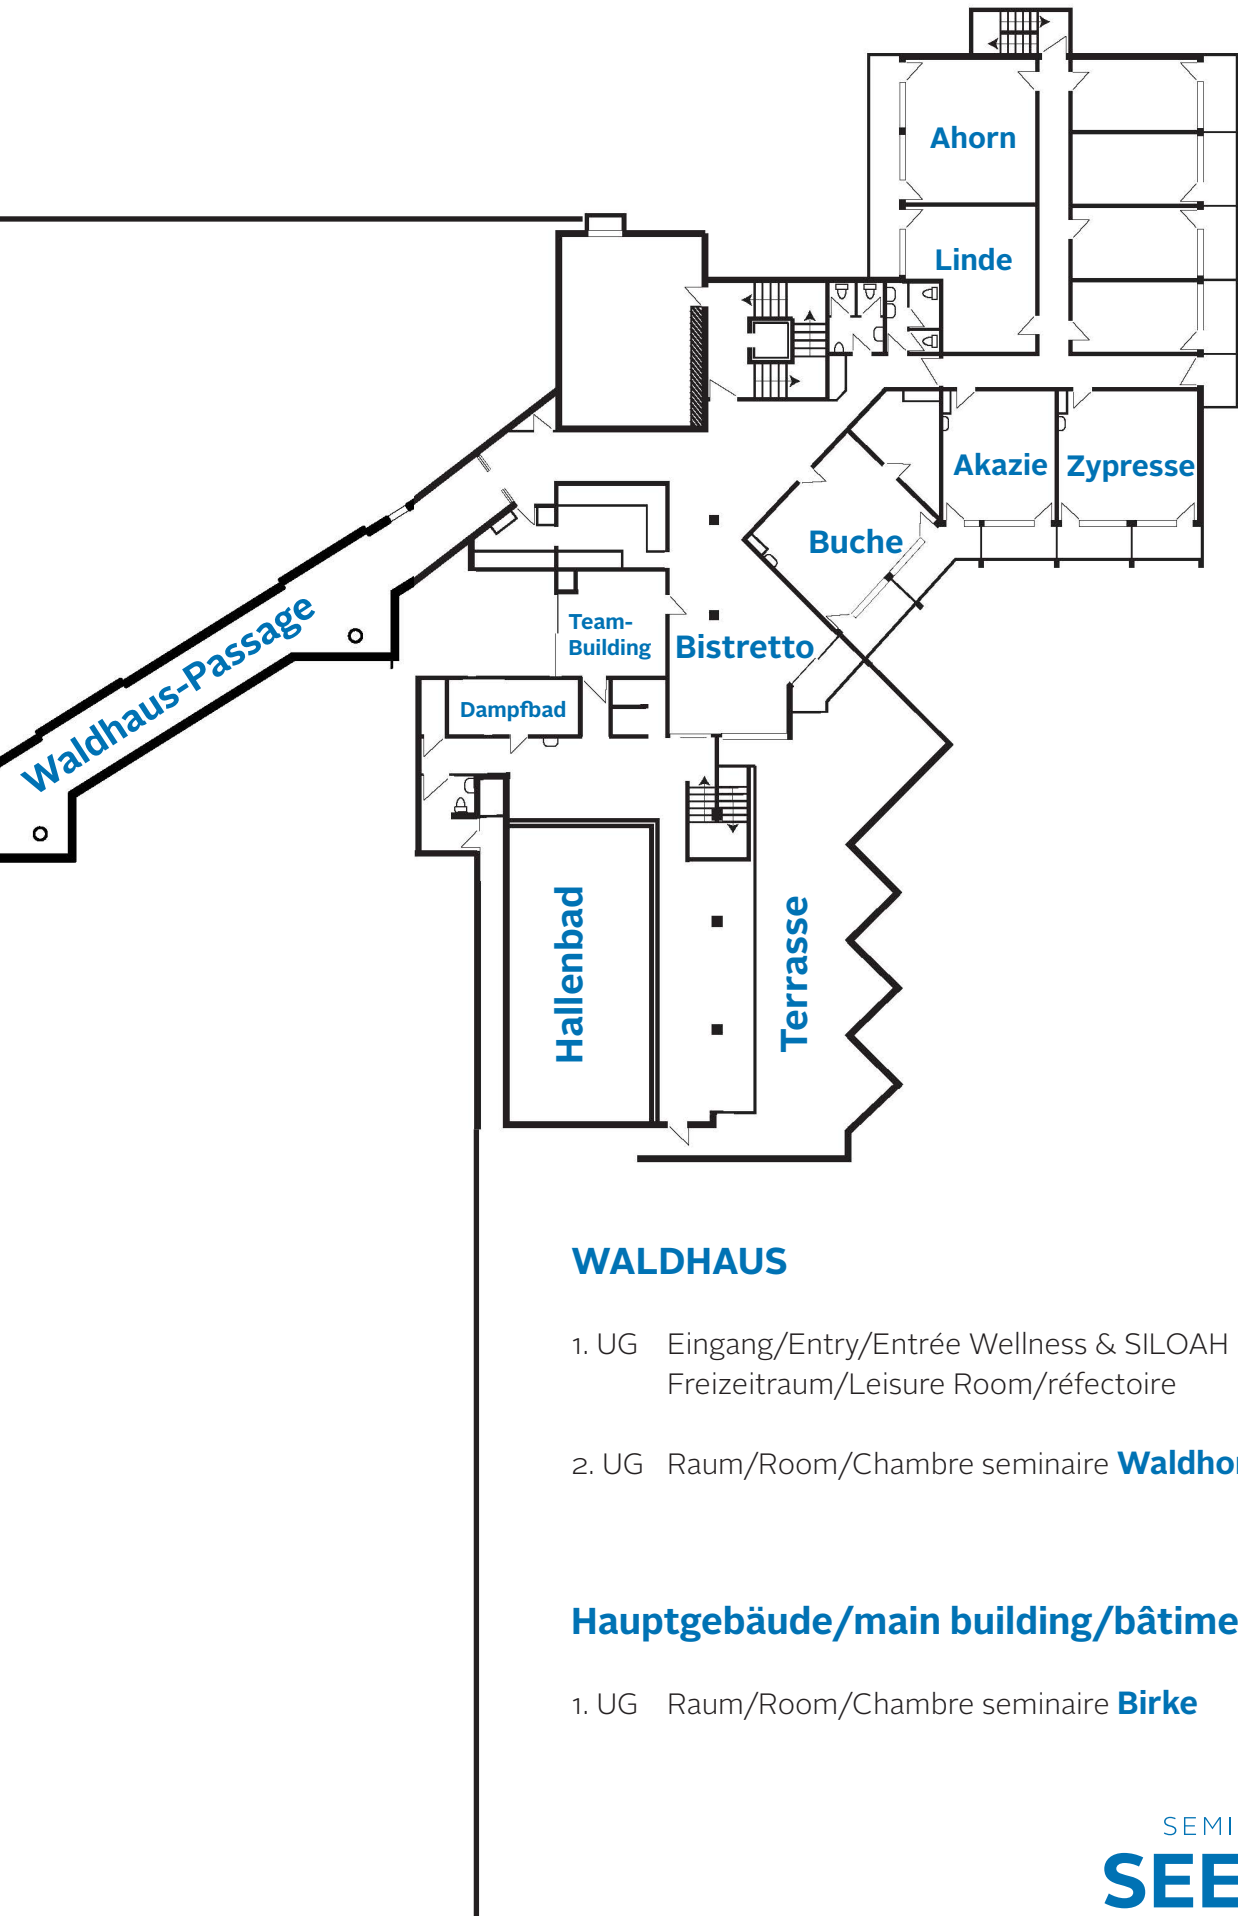 Ahorn
Linde
Akazie
Zypresse
Buche
Team-
Building
Bistretto
Waldhaus-Passage
Dampfbad
Hallenbad
Terrasse
WALDHAUS
1. UG Eingang/Entry/Entrée Wellness & SILOAH
Freizeitraum/Leisure Room/réfectoire
2. UG Raum/Room/Chambre seminaire
Hauptgebäude/main building/
1. UG Raum/Room/Chambre seminaire Birke